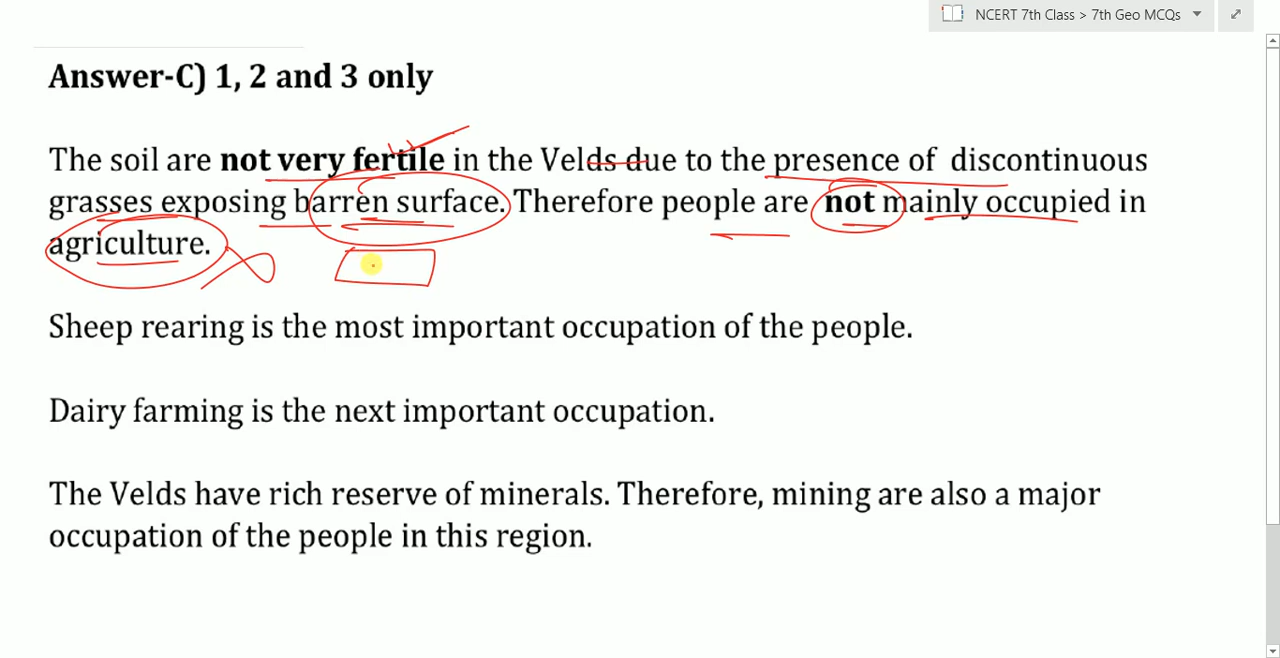 NCERT 7th Class > 7th Geo MCQs
Answer-C) 1, 2 and 3 only
The soil are not very fertile in the Velds due to the presence of discontinuous
grasses exposing barren surface. Therefore people are not mainly occupied in
agriculture.
Sheep rearing is the most important occupation of the people.
Dairy farming is the next important occupation.
The Velds have rich reserve of minerals. Therefore, mining are also a major
occupation of the people in this region.